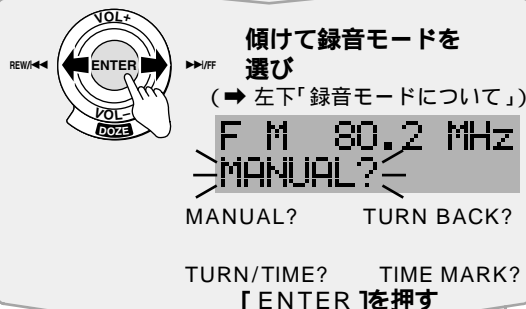 VOL+
REW/⏮ ENTER ⏭/FF
VOL−
DOZE
傾けて録音モードを
選び
(➡ 左下「録音モードについて」)
FM 80.2 MHz
MANUAL?
MANUAL? TURN BACK?
TURN/TIME? TIME MARK?
[ENTER]を押す